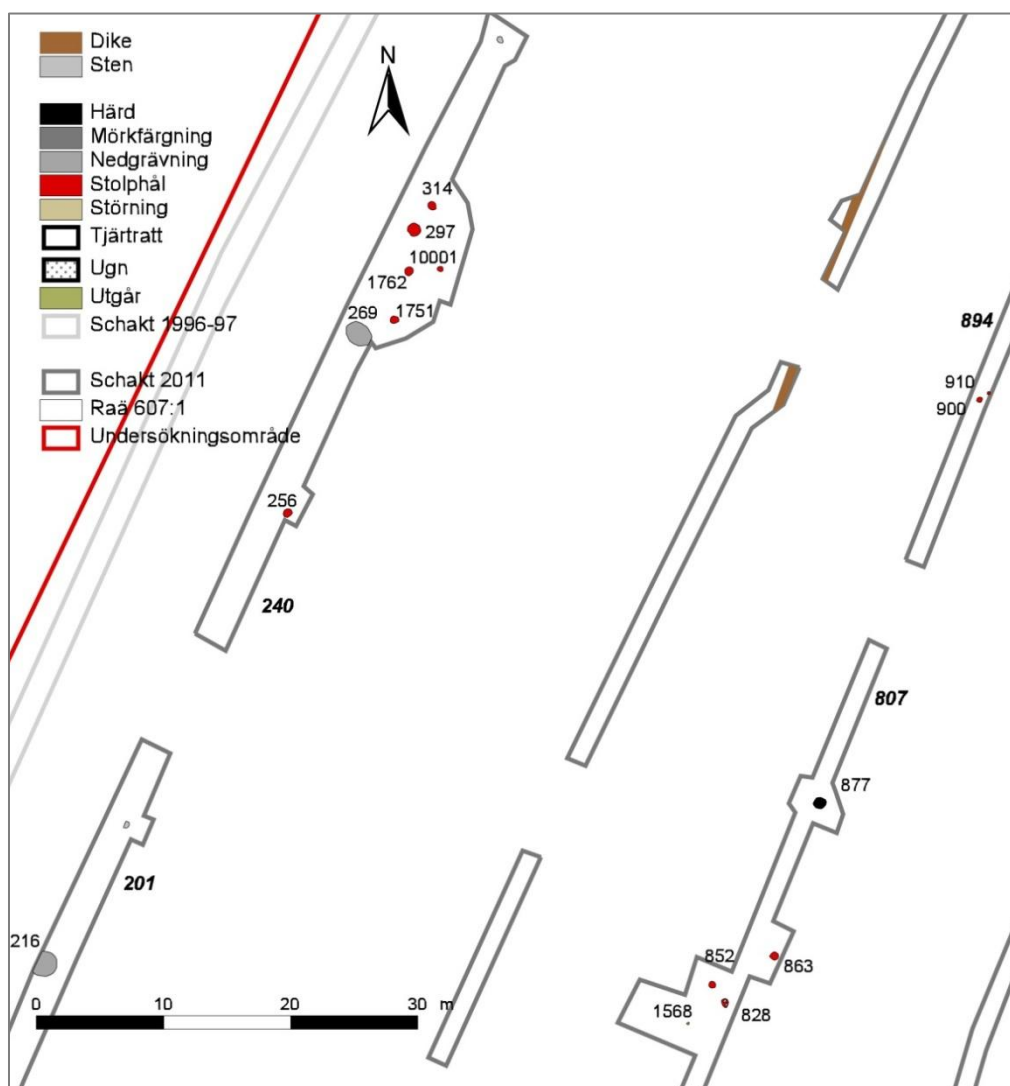 Dike
Sten
Härd
Mörkfärgning
Nedgrävning
Stolphål
Störning
Tjärtratt
Ugn
Utgår
Schakt 1996-97
Schakt 2011
Raä 607:1
Undersökningsområde
N
314
297
10001
1762
269
1751
256
240
894
910
900
807
877
201
216
852
863
1568
828
0 10 20 30 m